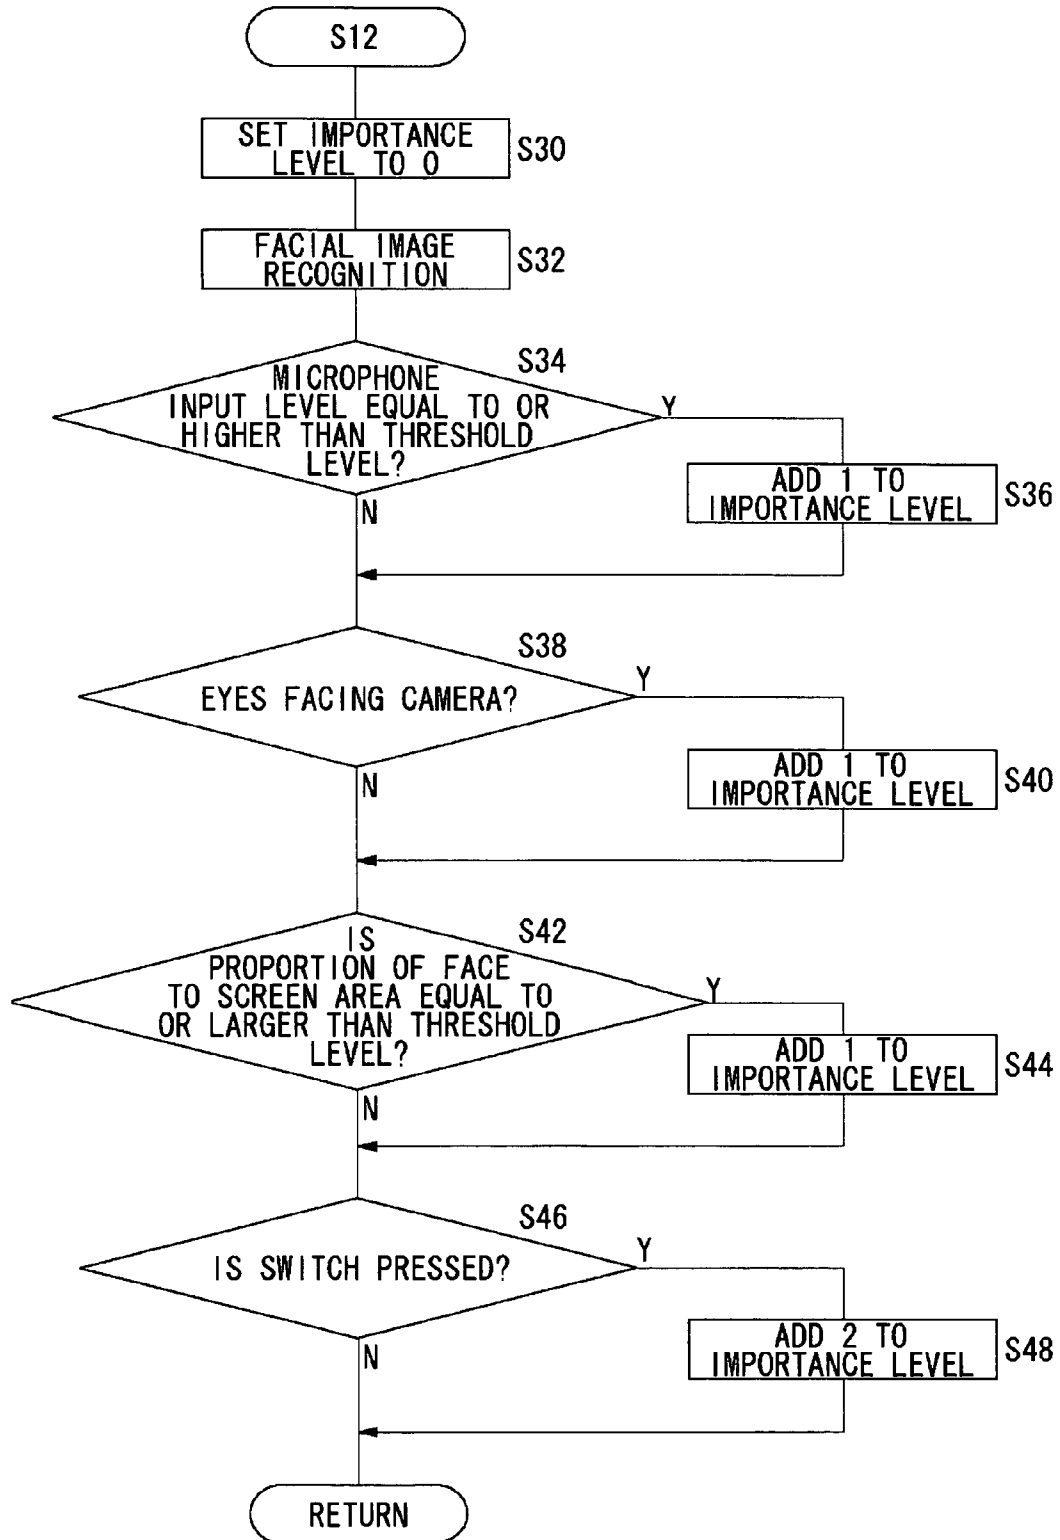 S12
SET IMPORTANCE
LEVEL TO 0
S30
FACIAL IMAGE
RECOGNITION
S32
S34
MICROPHONE
INPUT LEVEL EQUAL TO OR
HIGHER THAN THRESHOLD
LEVEL?
Y
N
ADD 1 TO
IMPORTANCE LEVEL
S36
S38
EYES FACING CAMERA?
Y
N
ADD 1 TO
IMPORTANCE LEVEL
S40
S42
IS
PROPORTION OF FACE
TO SCREEN AREA EQUAL TO
OR LARGER THAN THRESHOLD
LEVEL?
Y
N
ADD 1 TO
IMPORTANCE LEVEL
S44
S46
IS SWITCH PRESSED?
Y
N
ADD 2 TO
IMPORTANCE LEVEL
S48
RETURN